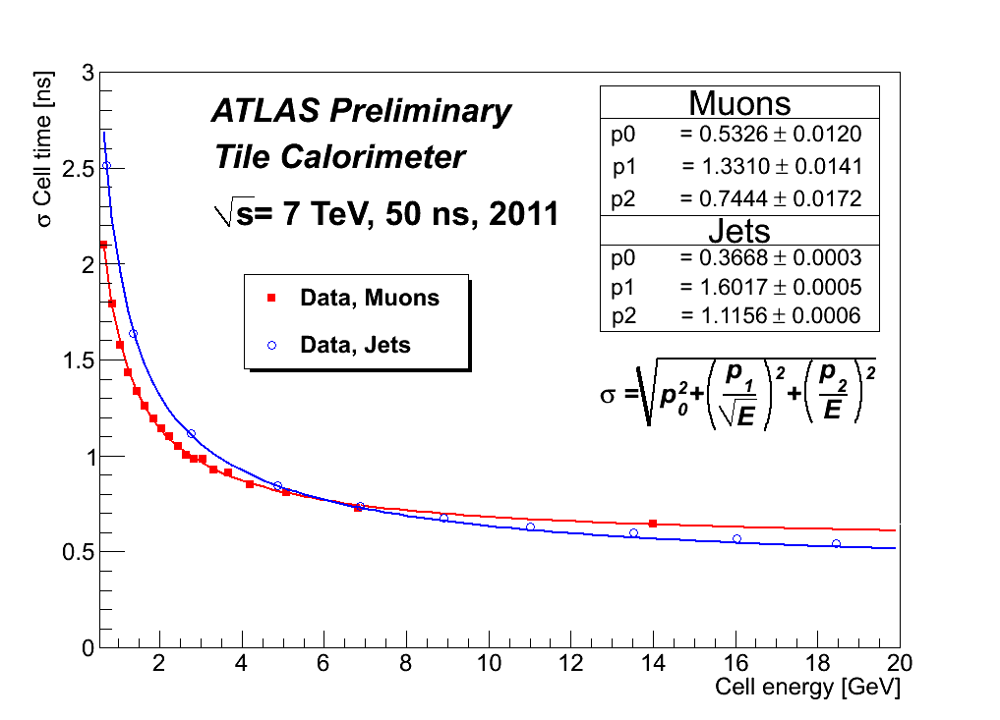 3
2.5
2
1.5
1
0.5
0
σ Cell time [ns]
ATLAS Preliminary
Tile Calorimeter
√s= 7 TeV, 50 ns, 2011
Data, Muons
Data, Jets
Muons
p0 = 0.5326 ± 0.0120
p1 = 1.3310 ± 0.0141
p2 = 0.7444 ± 0.0172
Jets
p0 = 0.3668 ± 0.0003
p1 = 1.6017 ± 0.0005
p2 = 1.1156 ± 0.0006
σ =√(p₀²+(p₁/√E)²+(p₂/E)²)
2 4 6 8 10 12 14 16 18 20
Cell energy [GeV]